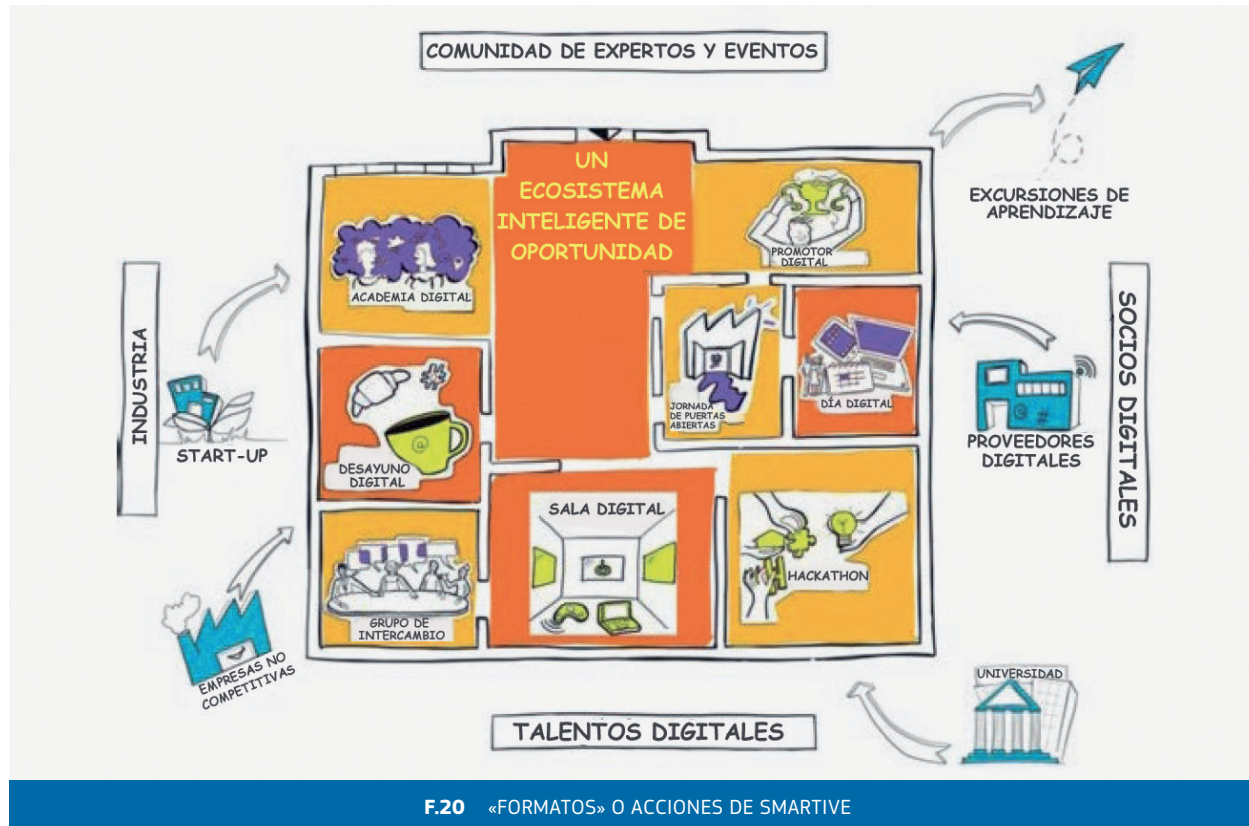 COMUNIDAD DE EXPERTOS Y EVENTOS
UN
ECOSISTEMA
INTELIGENTE DE
OPORTUNIDAD
ACADEMIA DIGITAL
PROMOTOR
DIGITAL
EXCURSIONES DE
APRENDIZAJE
INDUSTRIA
START-UP
DESAYUNO
DIGITAL
@
#
JORNADA
DE PUERTAS
ABIERTAS
DÍA DIGITAL
SOCIOS DIGITALES
@ #
PROVEEDORES
DIGITALES
SALA DIGITAL
HACKATHON
GRUPO DE
INTERCAMBIO
EMPRESAS NO
COMPETITIVAS
TALENTOS DIGITALES
UNIVERSIDAD
F.20 «FORMATOS» O ACCIONES DE SMARTIVE